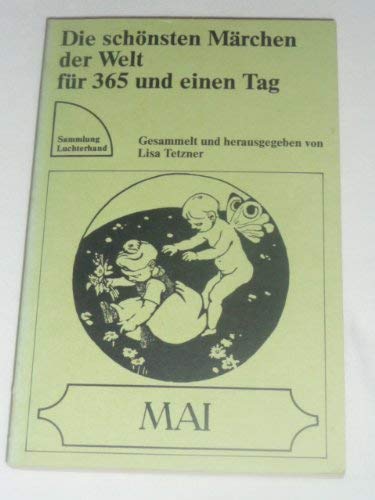 Die schönsten Märchen
der Welt
für 365 und einen Tag
Sammlung
Luchterhand
Gesammelt und herausgegeben von
Lisa Tetzner
MAI